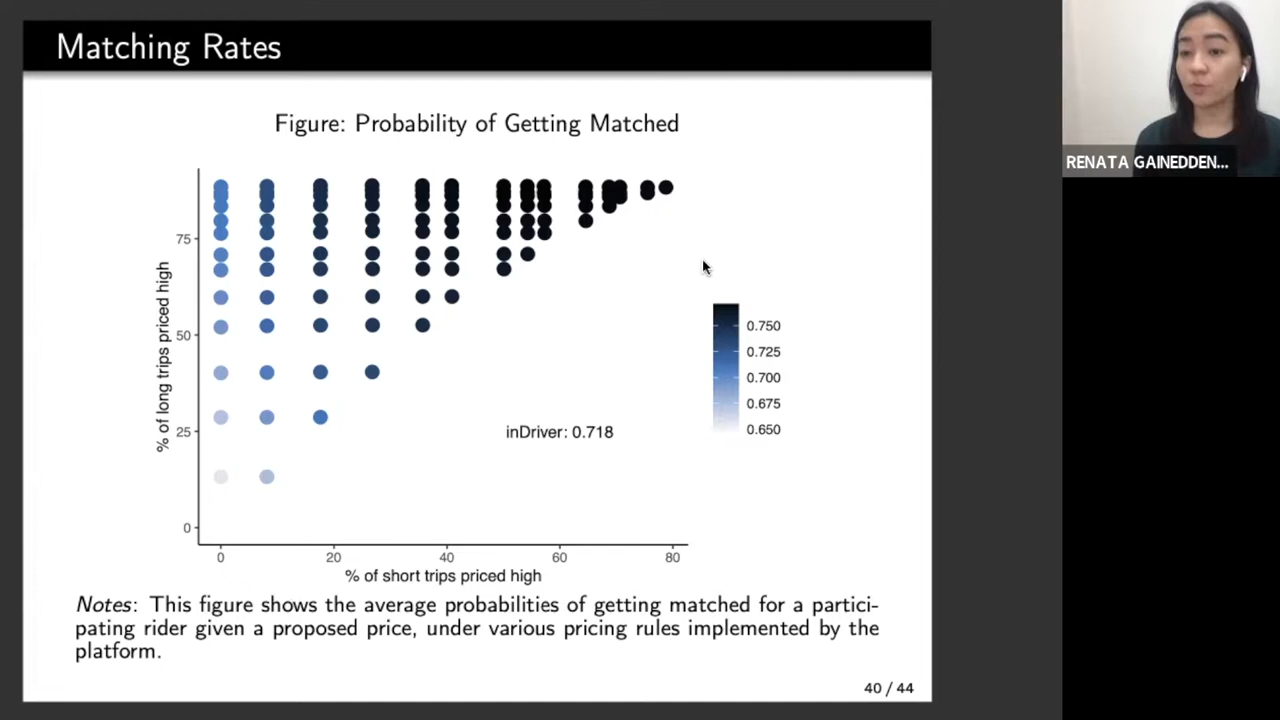 Matching Rates
Figure: Probability of Getting Matched
% of long trips priced high
75
50
25
0
0 20 40 60 80
% of short trips priced high
inDriver: 0.718
0.750
0.725
0.700
0.675
0.650
Notes: This figure shows the average probabilities of getting matched for a partici-
pating rider given a proposed price, under various pricing rules implemented by the
platform.
40 / 44
RENATA GAINEDDEN...